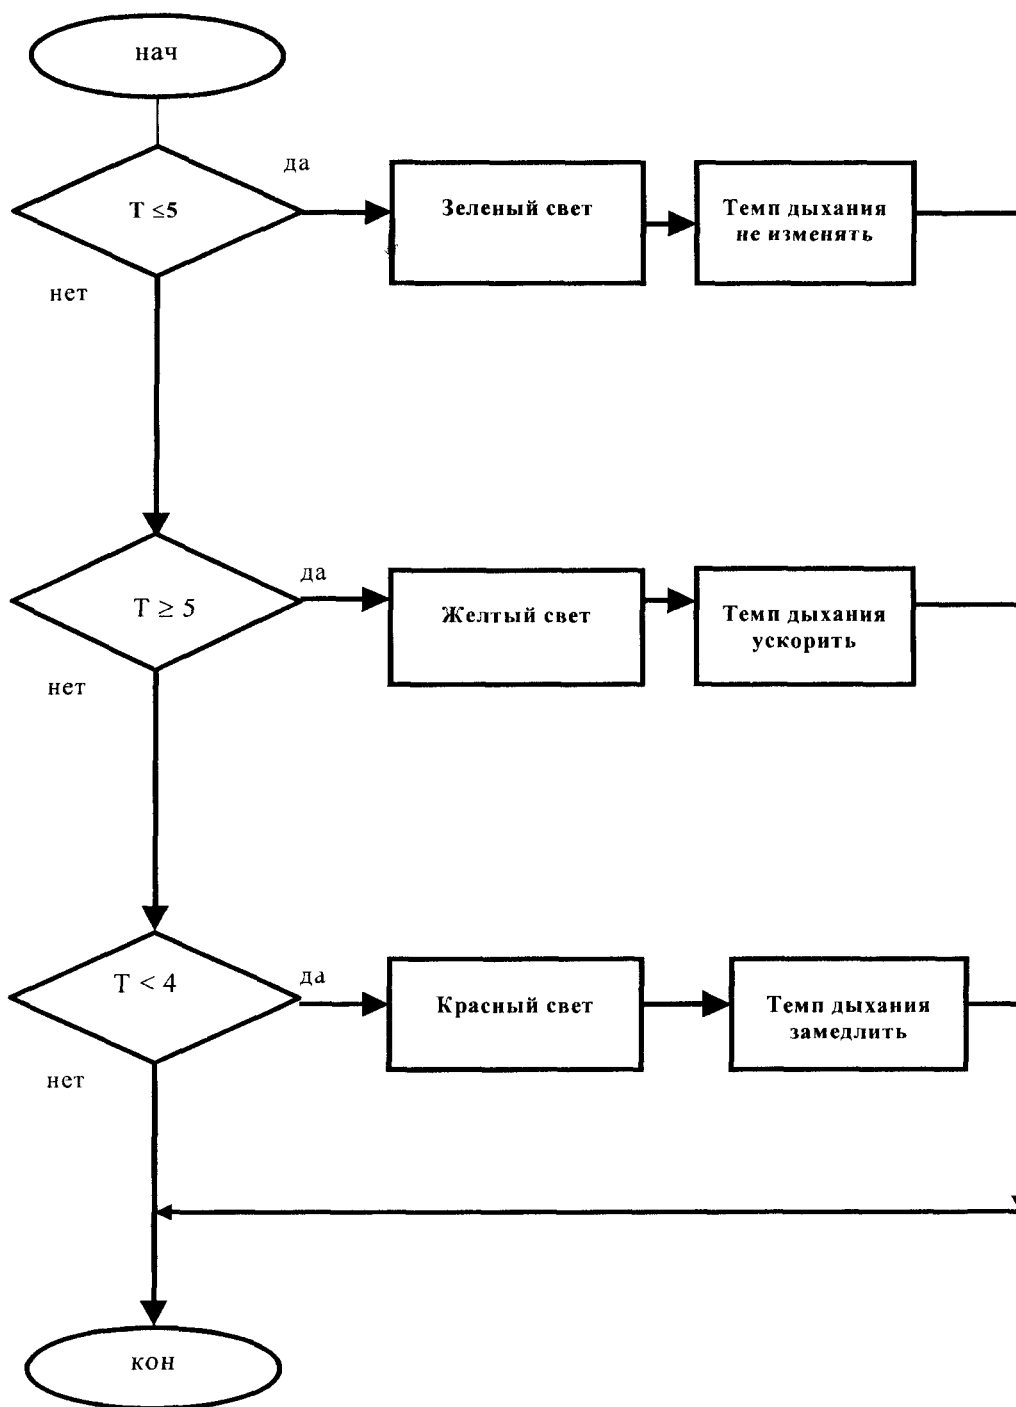 нач
да
T ≤5
Зеленый свет
Темп дыхания
не изменять
нет
да
T ≥ 5
Желтый свет
Темп дыхания
ускорить
нет
T < 4
да
Красный свет
Темп дыхания
замедлить
нет
кон